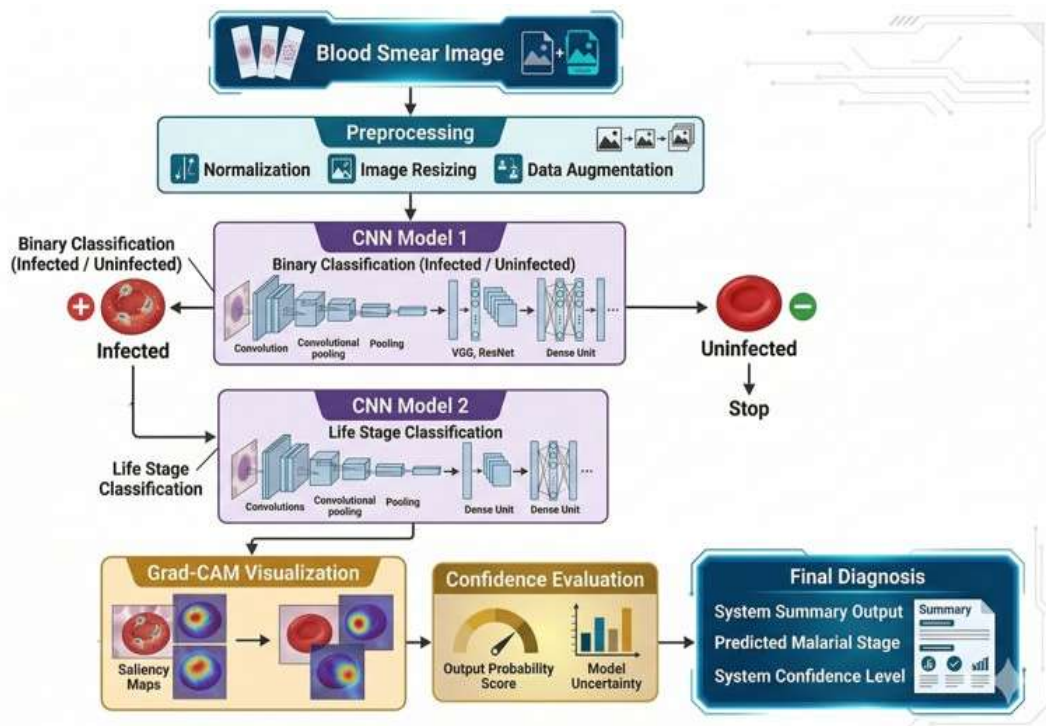 Blood Smear Image
Preprocessing
Normalization
Image Resizing
Data Augmentation
CNN Model 1
Binary Classification (Infected / Uninfected)
Convolution
Convolutional
pooling
Pooling
VGG, ResNet
Dense Unit
...
Binary Classification
(Infected / Uninfected)
+
Infected
−
Uninfected
Stop
CNN Model 2
Life Stage Classification
Convolutions
Convolutional
pooling
Pooling
Dense Unit
Dense Unit
...
Life Stage
Classification
Grad-CAM Visualization
Saliency
Maps
Confidence Evaluation
Output Probability
Score
Model
Uncertainty
Final Diagnosis
System Summary Output
Predicted Malarial Stage
System Confidence Level
Summary